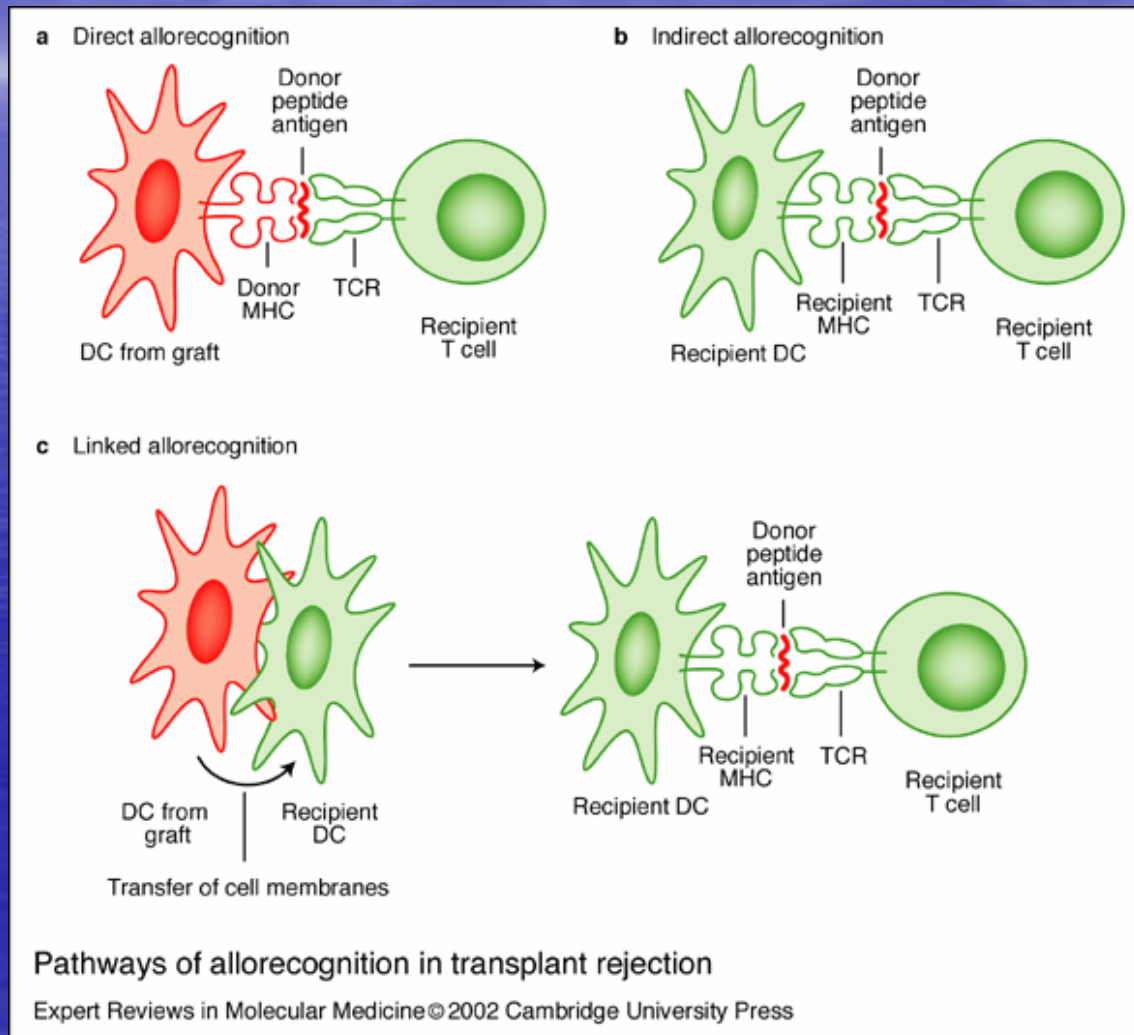 a Direct allorecognition
Donor
peptide
antigen
Donor
MHC
TCR
DC from graft
Recipient
T cell
b Indirect allorecognition
Donor
peptide
antigen
Recipient
MHC
TCR
Recipient DC
Recipient
T cell
c Linked allorecognition
DC from
graft
Recipient
DC
Transfer of cell membranes
Donor
peptide
antigen
Recipient
MHC
TCR
Recipient DC
Recipient
T cell
Pathways of allorecognition in transplant rejection
Expert Reviews in Molecular Medicine © 2002 Cambridge University Press